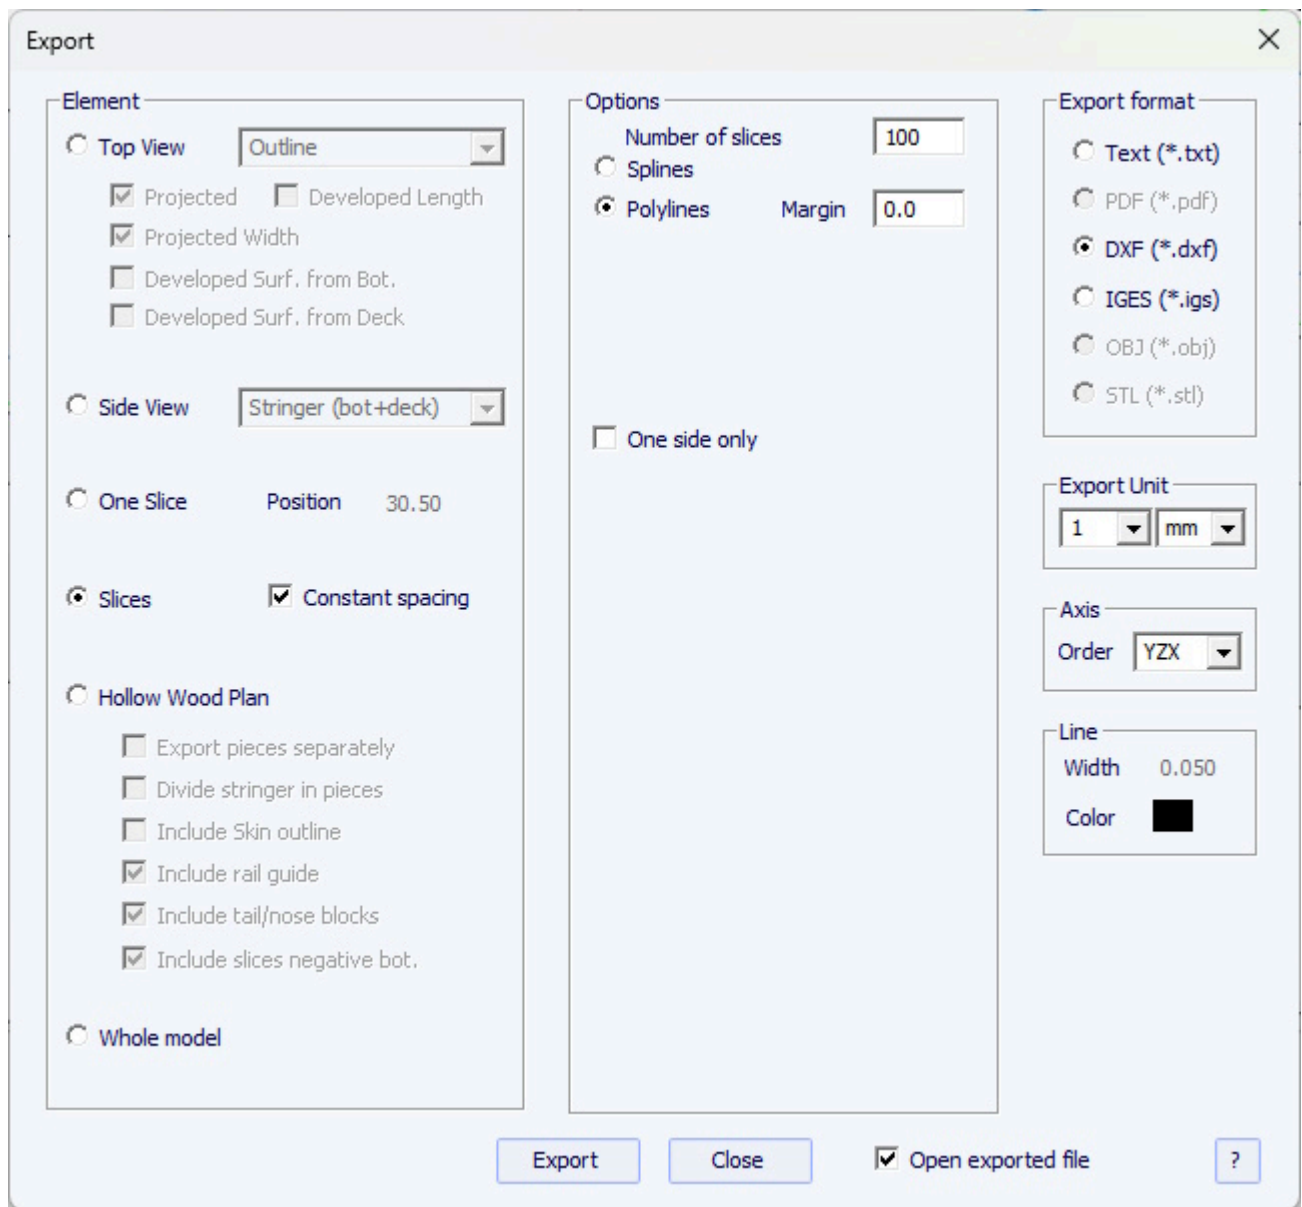 Export
Element
Top View Outline
Projected Developed Length
Projected Width
Developed Surf. from Bot.
Developed Surf. from Deck
Side View Stringer (bot+deck)
One Slice Position 30.50
Slices Constant spacing
Hollow Wood Plan
Export pieces separately
Divide stringer in pieces
Include Skin outline
Include rail guide
Include tail/nose blocks
Include slices negative bot.
Whole model
Options
Number of slices 100
Splines
Polylines Margin 0.0
One side only
Export format
Text (*.txt)
PDF (*.pdf)
DXF (*.dxf)
IGES (*.igs)
OBJ (*.obj)
STL (*.stl)
Export Unit
1 mm
Axis
Order YZX
Line
Width 0.050
Color
Export Close Open exported file ?